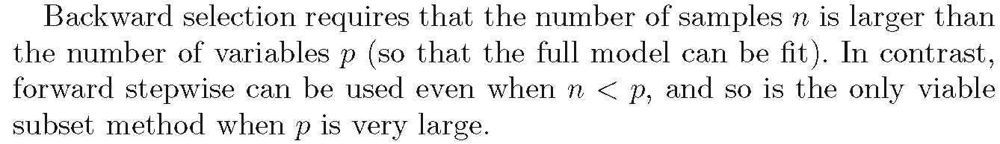 Backward selection requires that the number of samples n is larger than
the number of variables p (so that the full model can be fit). In contrast,
forward stepwise can be used even when n < p, and so is the only viable
subset method when p is very large.